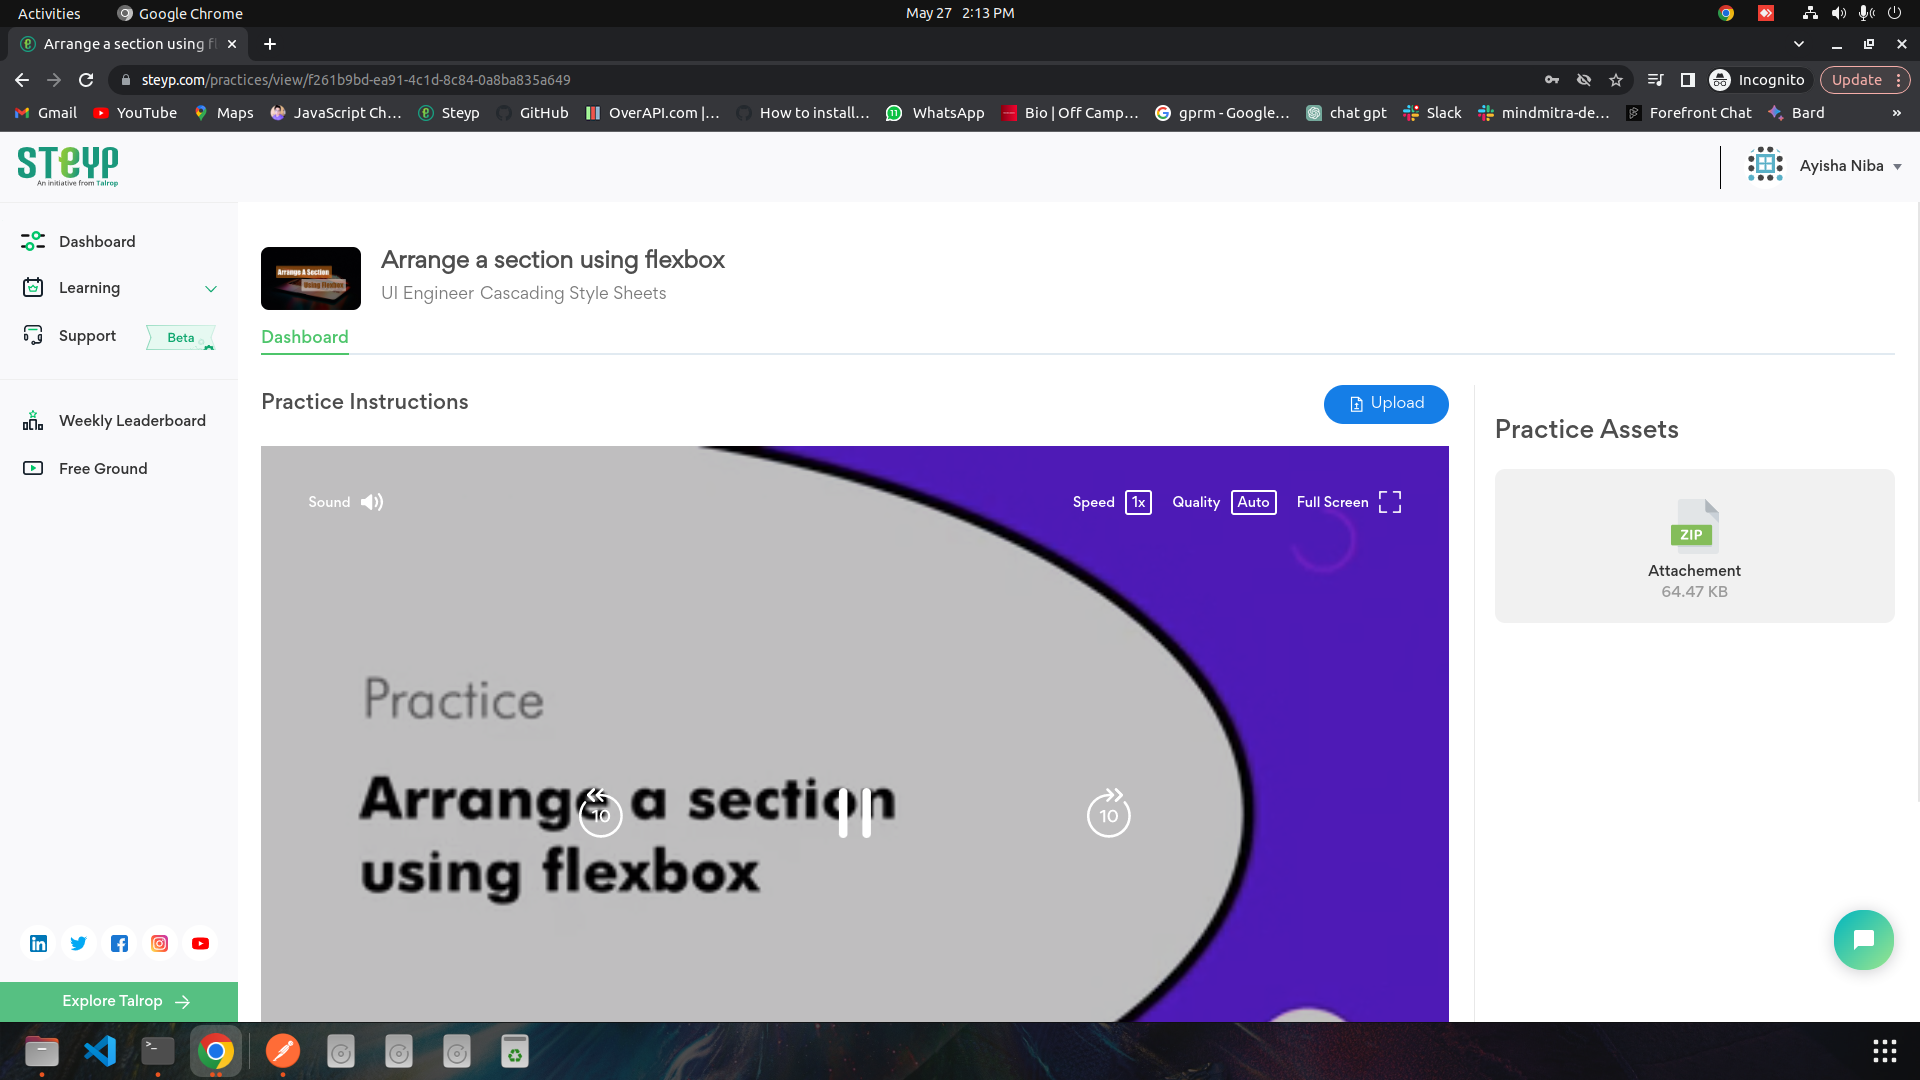 Activities
Google Chrome
May 27 2:13 PM
Arrange a section using fl
steyp.com/practices/view/f261b9bd-ea91-4c1d-8c84-0a8ba835a649
Incognito
Update
Gmail
YouTube
Maps
JavaScript Ch…
Steyp
GitHub
OverAPI.com |…
How to install…
WhatsApp
Bio | Off Camp…
gprm - Google…
chat gpt
Slack
mindmitra-de…
Forefront Chat
Bard
»
STEYP
An initiative from Talrop
Ayisha Niba
Dashboard
Learning
Support
Beta
Weekly Leaderboard
Free Ground
Explore Talrop
Arrange A Section
Using Flexbox
Arrange a section using flexbox
UI Engineer Cascading Style Sheets
Dashboard
Practice Instructions
Upload
Sound
Speed 1x
Quality Auto
Full Screen
Practice
Arrange a section
using flexbox
10
10
Practice Assets
ZIP
Attachement
64.47 KB